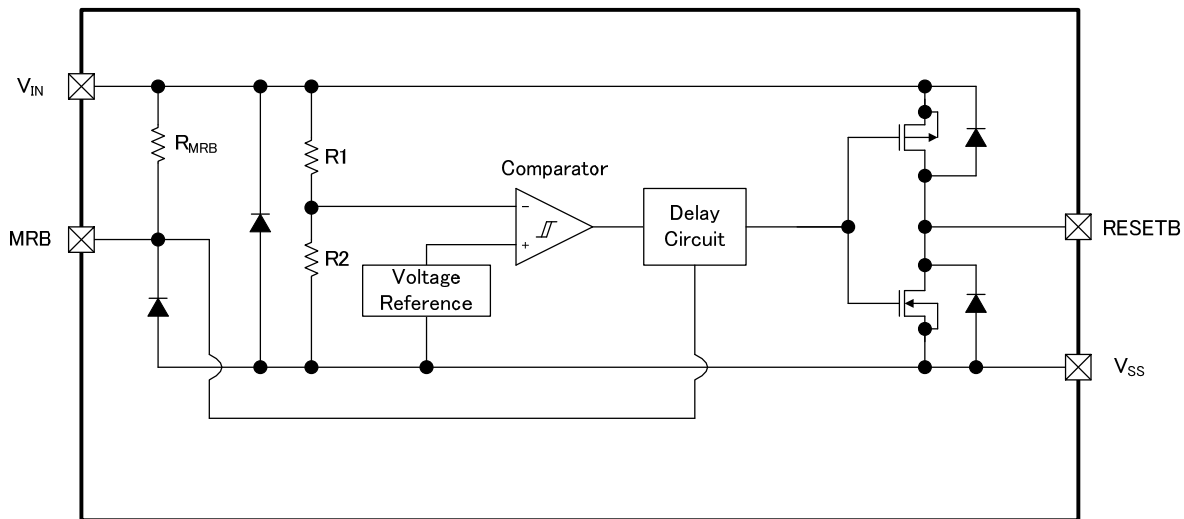 VIN
RMRB
R1
Comparator
−
+
Delay
Circuit
MRB
R2
Voltage
Reference
RESETB
VSS